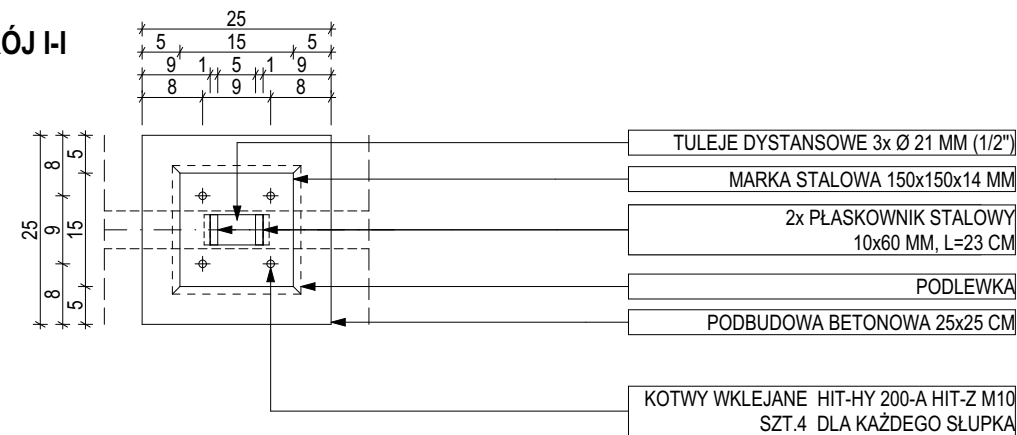 ÓJ I-I
25
5 15 5
9 1 5 1 9
8 9 8
25
8 9 8
5 15 5
TULEJE DYSTANSOWE 3x Ø 21 MM (1/2")
MARKA STALOWA 150x150x14 MM
2x PŁASKOWNIK STALOWY
10x60 MM, L=23 CM
PODLEWKA
PODBUDOWA BETONOWA 25x25 CM
KOTWY WKLEJANE HIT-HY 200-A HIT-Z M10
SZT.4 DLA KAŻDEGO SŁUPKA